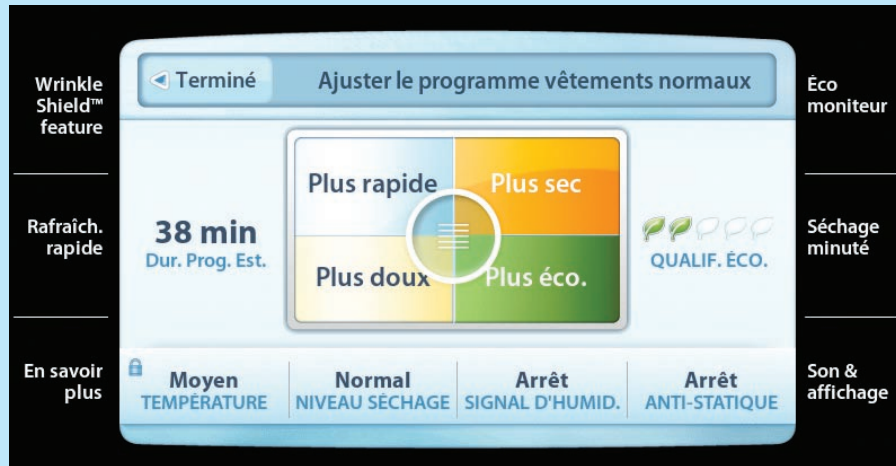 Wrinkle
Shield™
feature
Rafraîch.
rapide
En savoir
plus
Terminé
Ajuster le programme vêtements normaux
Plus rapide
Plus sec
38 min
Dur. Prog. Est.
Plus doux
Plus éco.
QUALIF. ÉCO.
Moyen
TEMPÉRATURE
Normal
NIVEAU SÉCHAGE
Arrêt
SIGNAL D'HUMID.
Arrêt
ANTI-STATIQUE
Éco
moniteur
Séchage
minuté
Son &
affichage